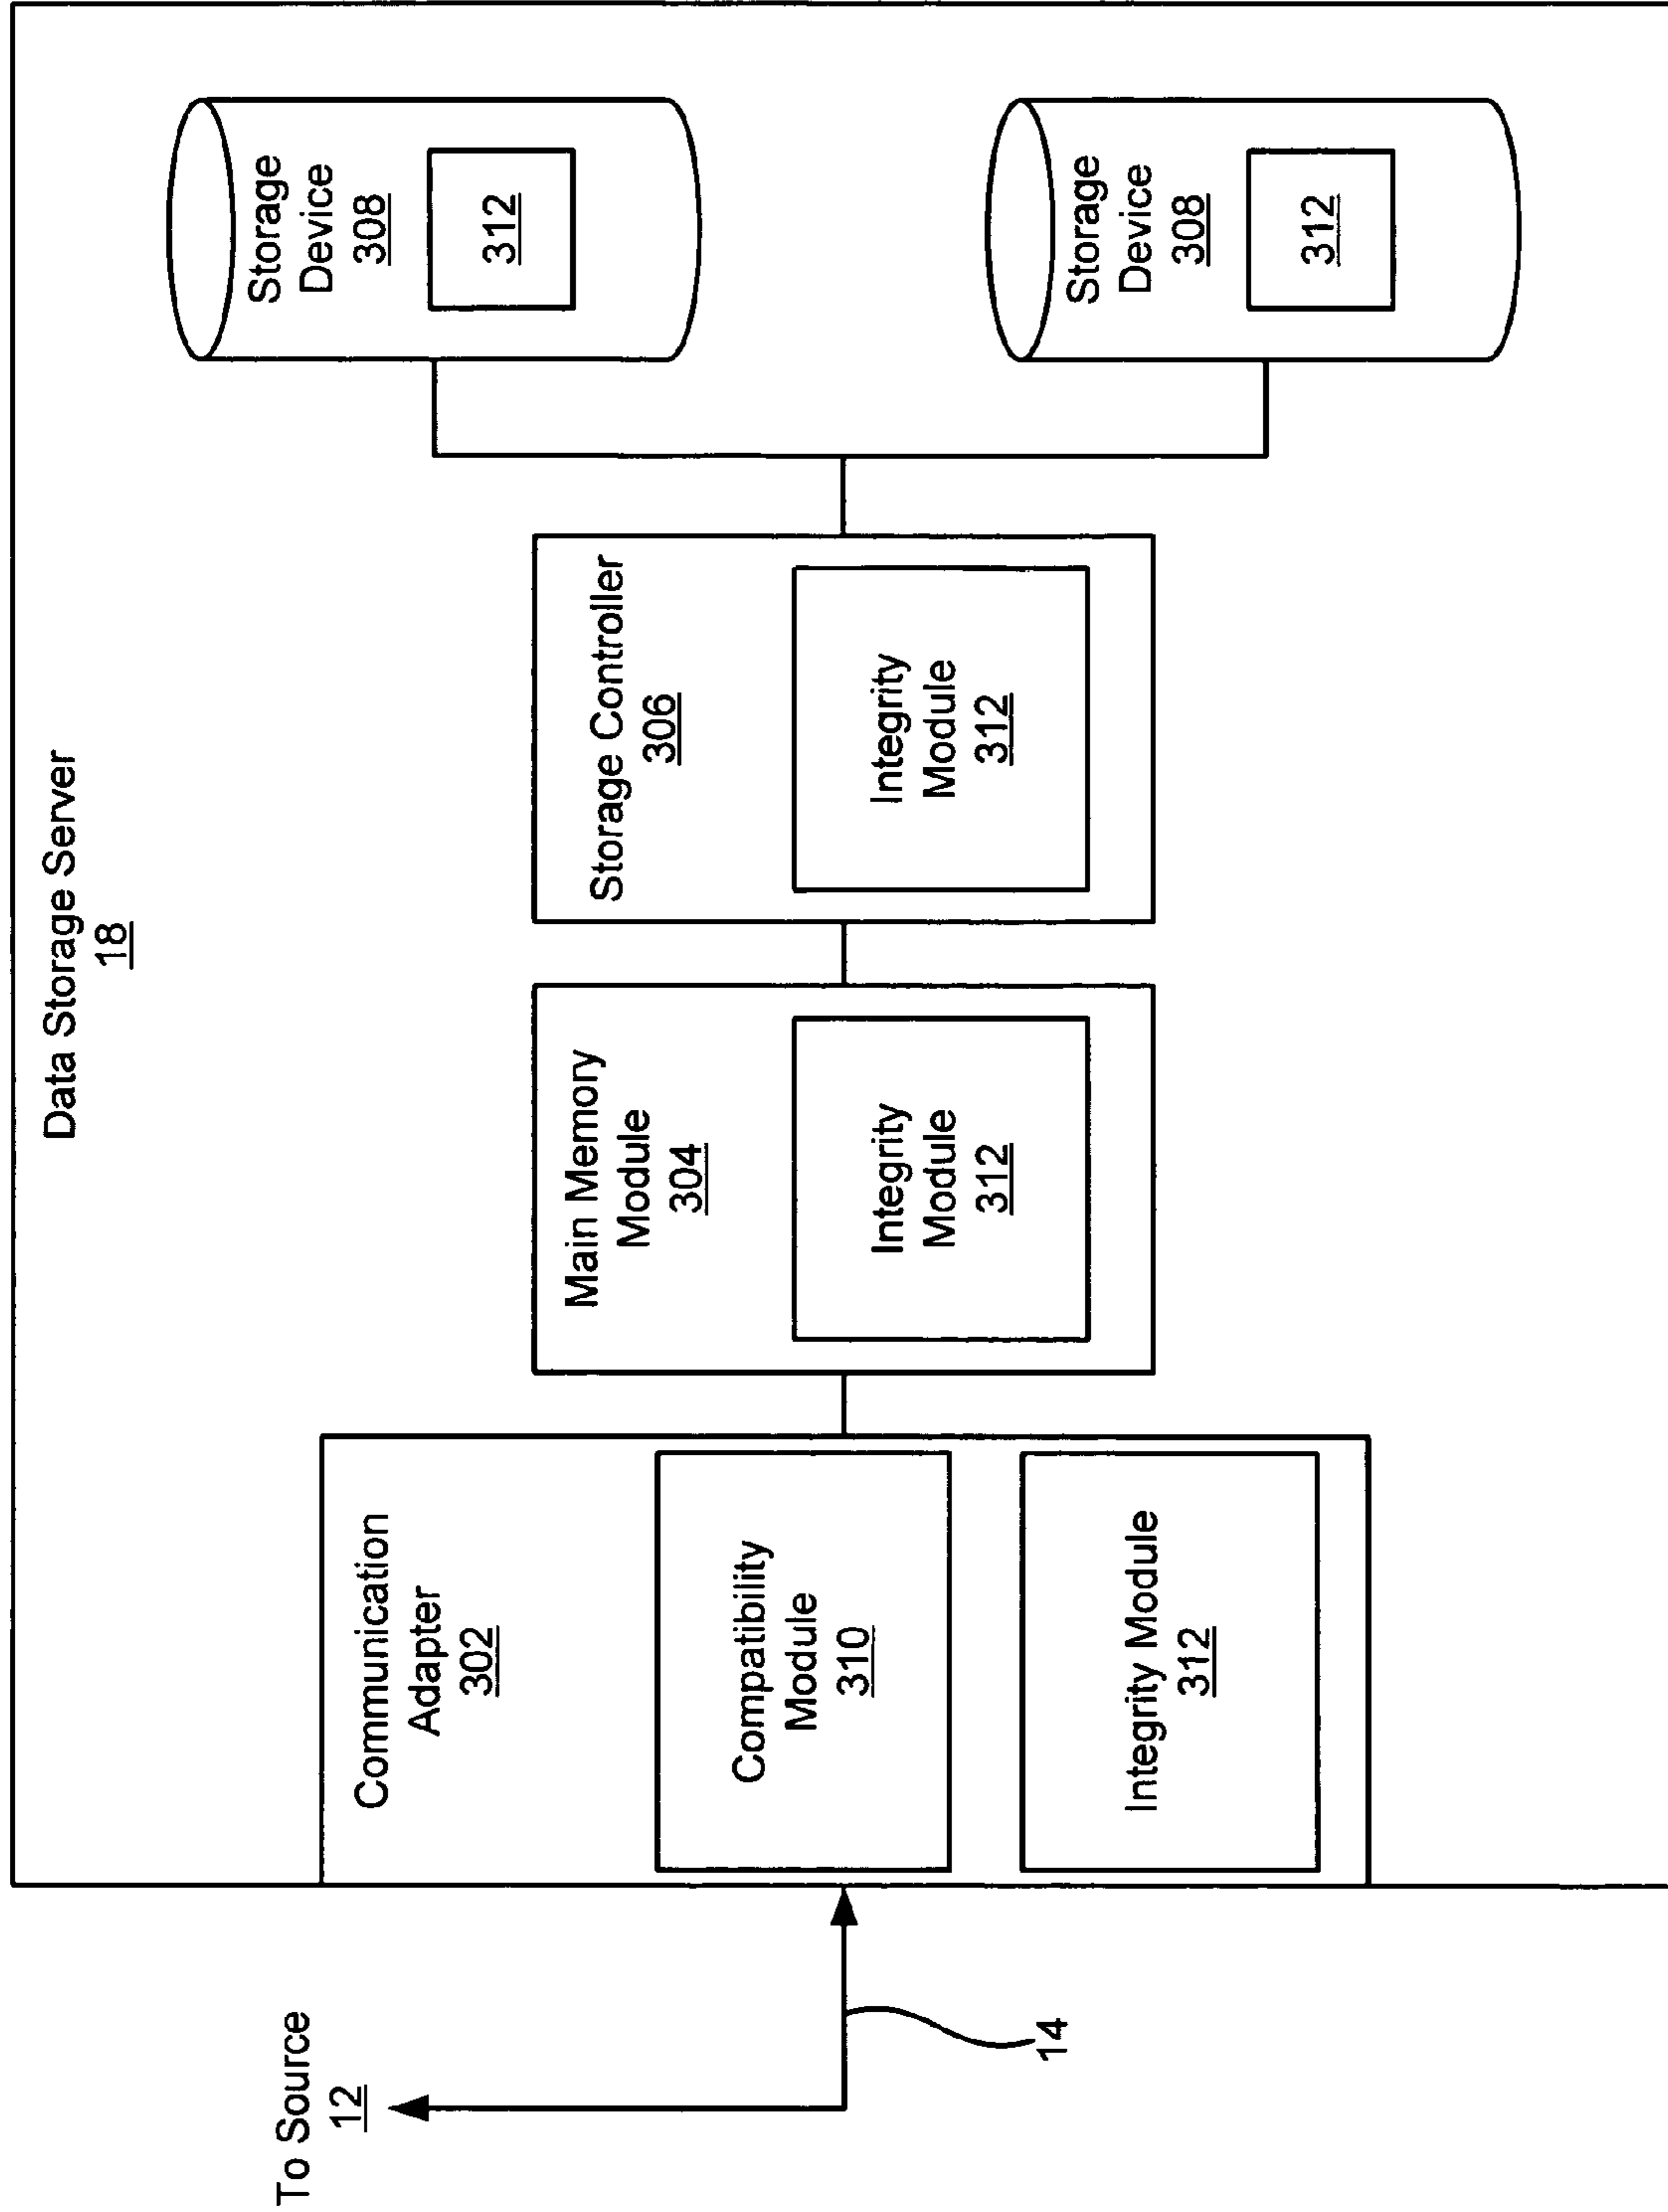 Data Storage Server
18
To Source
12
14
Communication
Adapter
302
Compatibility
Module
310
Integrity Module
312
Main Memory
Module
304
Integrity
Module
312
Storage Controller
306
Integrity
Module
312
Storage
Device
308
312
Storage
Device
308
312